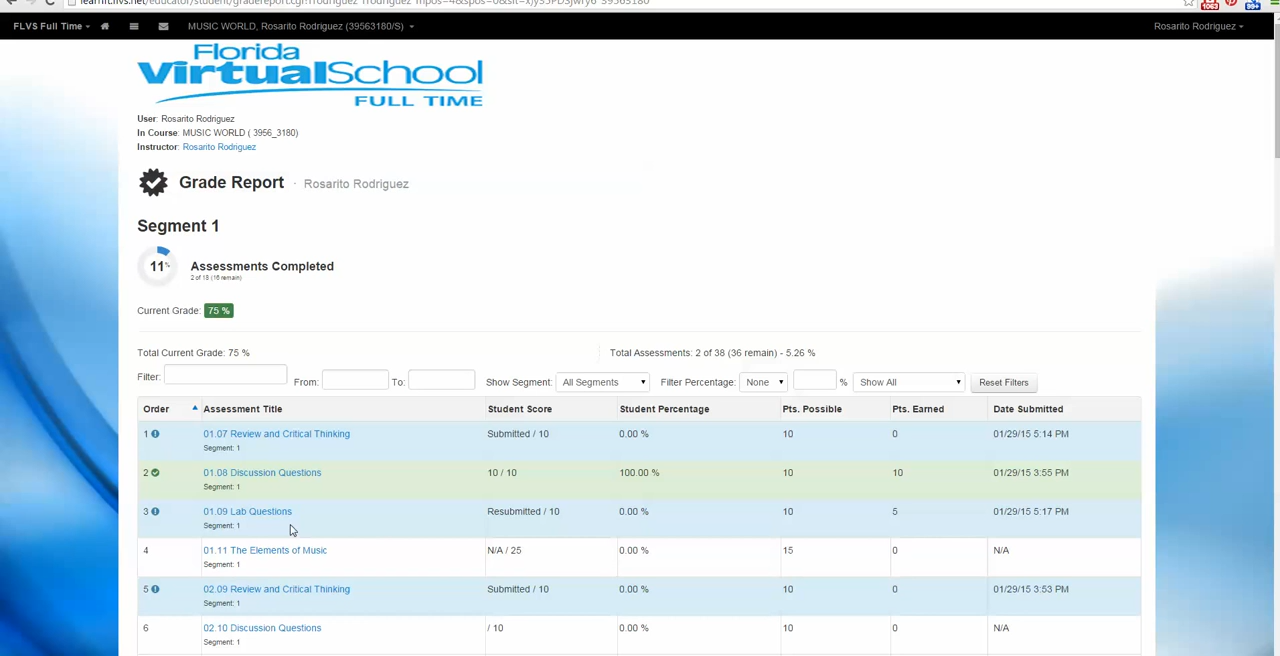 FLVS Full Time MUSIC WORLD, Rosarito Rodriguez (39563180/S) Rosarito Rodriguez
Florida
VirtualSchool
FULL TIME
User: Rosarito Rodriguez
In Course: MUSIC WORLD ( 3956_3180)
Instructor: Rosarito Rodriguez
Grade Report · Rosarito Rodriguez
Segment 1
11% Assessments Completed
2 of 18 (16 remain)
Current Grade: 75 %
Total Current Grade: 75 % Total Assessments: 2 of 38 (36 remain) - 5.26 %
Filter: From: To: Show Segment: All Segments Filter Percentage: None % Show All Reset Filters
Order Assessment Title Student Score Student Percentage Pts. Possible Pts. Earned Date Submitted
1 01.07 Review and Critical Thinking Submitted / 10 0.00 % 10 0 01/29/15 5:14 PM
Segment: 1
2 01.08 Discussion Questions 10 / 10 100.00 % 10 10 01/29/15 3:55 PM
Segment: 1
3 01.09 Lab Questions Resubmitted / 10 0.00 % 10 5 01/29/15 5:17 PM
Segment: 1
4 01.11 The Elements of Music N/A / 25 0.00 % 15 0 N/A
Segment: 1
5 02.09 Review and Critical Thinking Submitted / 10 0.00 % 10 0 01/29/15 3:53 PM
Segment: 1
6 02.10 Discussion Questions / 10 0.00 % 10 0 N/A
Segment: 1